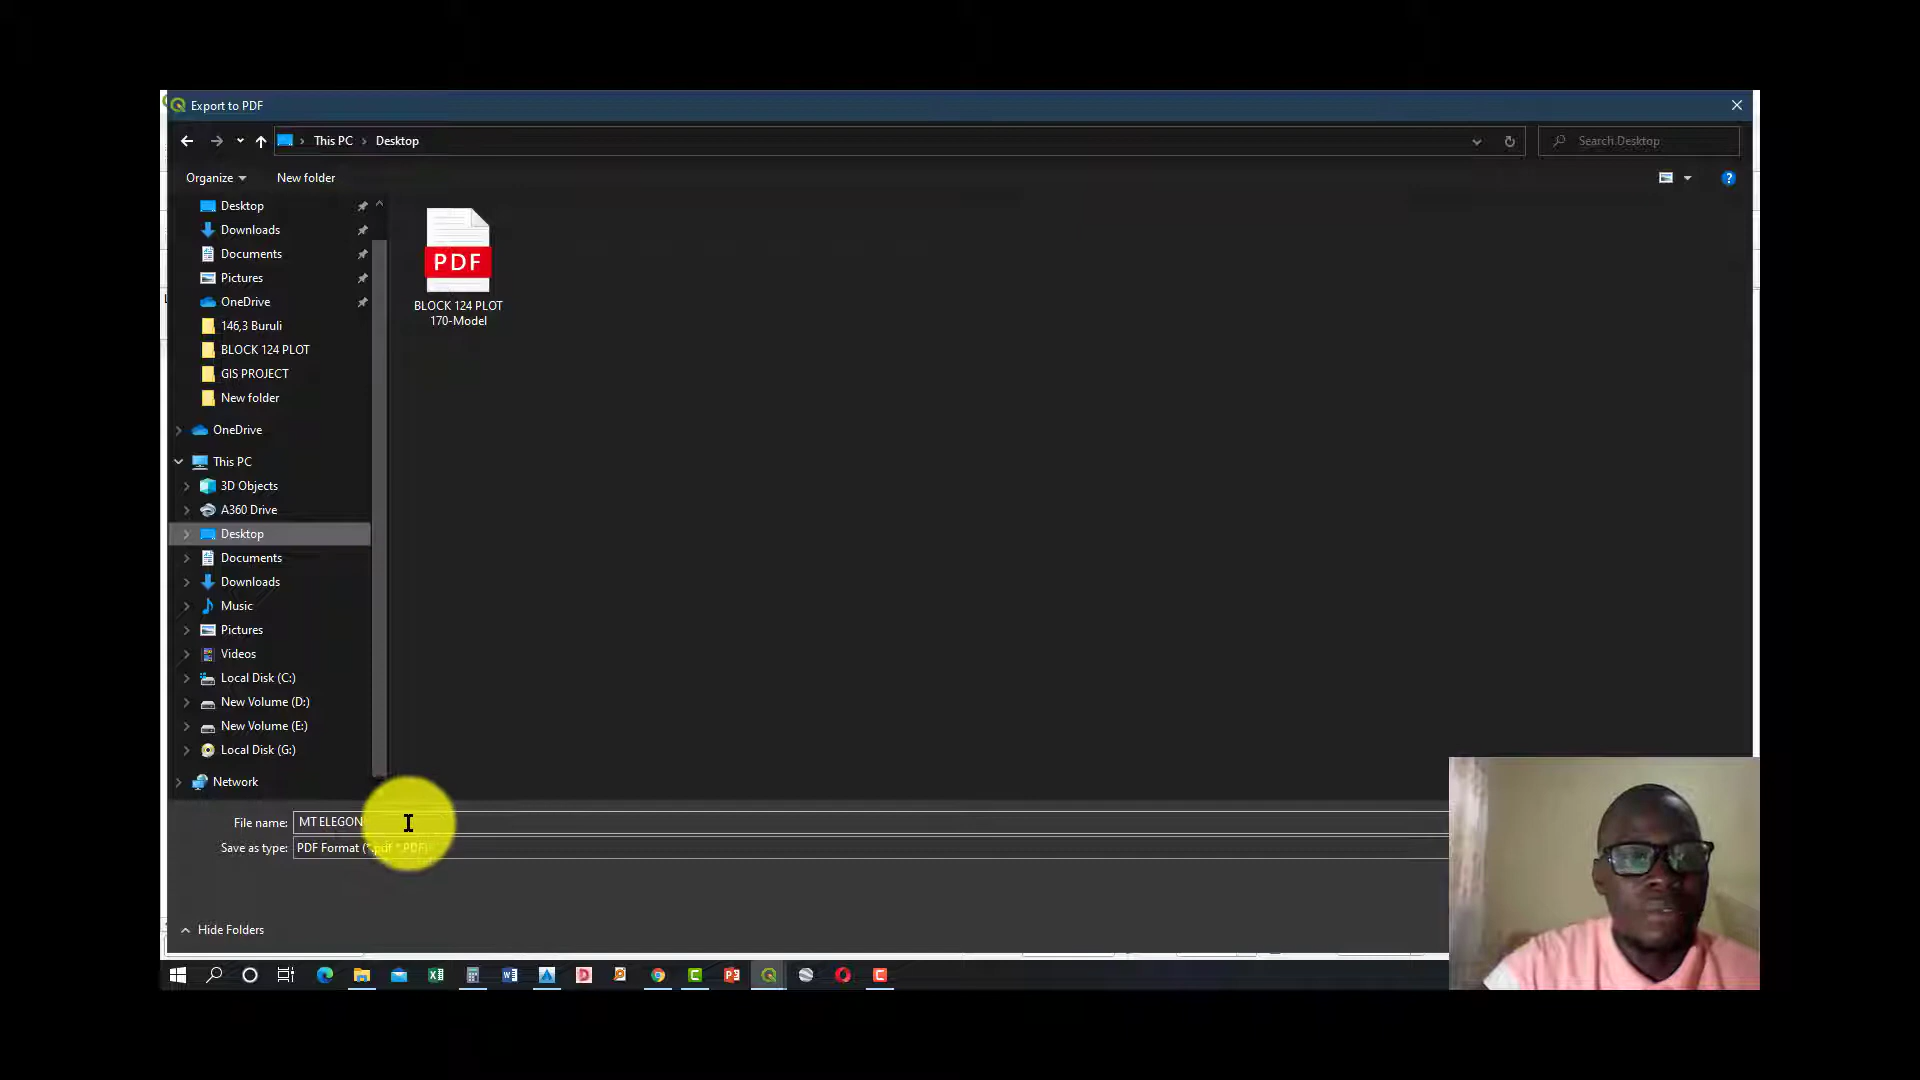 Export to PDF
This PC
Desktop
Search Desktop
Organize
New folder
Desktop
Downloads
Documents
Pictures
OneDrive
146,3 Buruli
BLOCK 124 PLOT
GIS PROJECT
New folder
OneDrive
This PC
3D Objects
A360 Drive
Desktop
Documents
Downloads
Music
Pictures
Videos
Local Disk (C:)
New Volume (D:)
New Volume (E:)
Local Disk (G:)
Network
PDF
BLOCK 124 PLOT
170-Model
File name: MT ELEGON
Save as type: PDF Format (*.pdf *.PDF)
Hide Folders